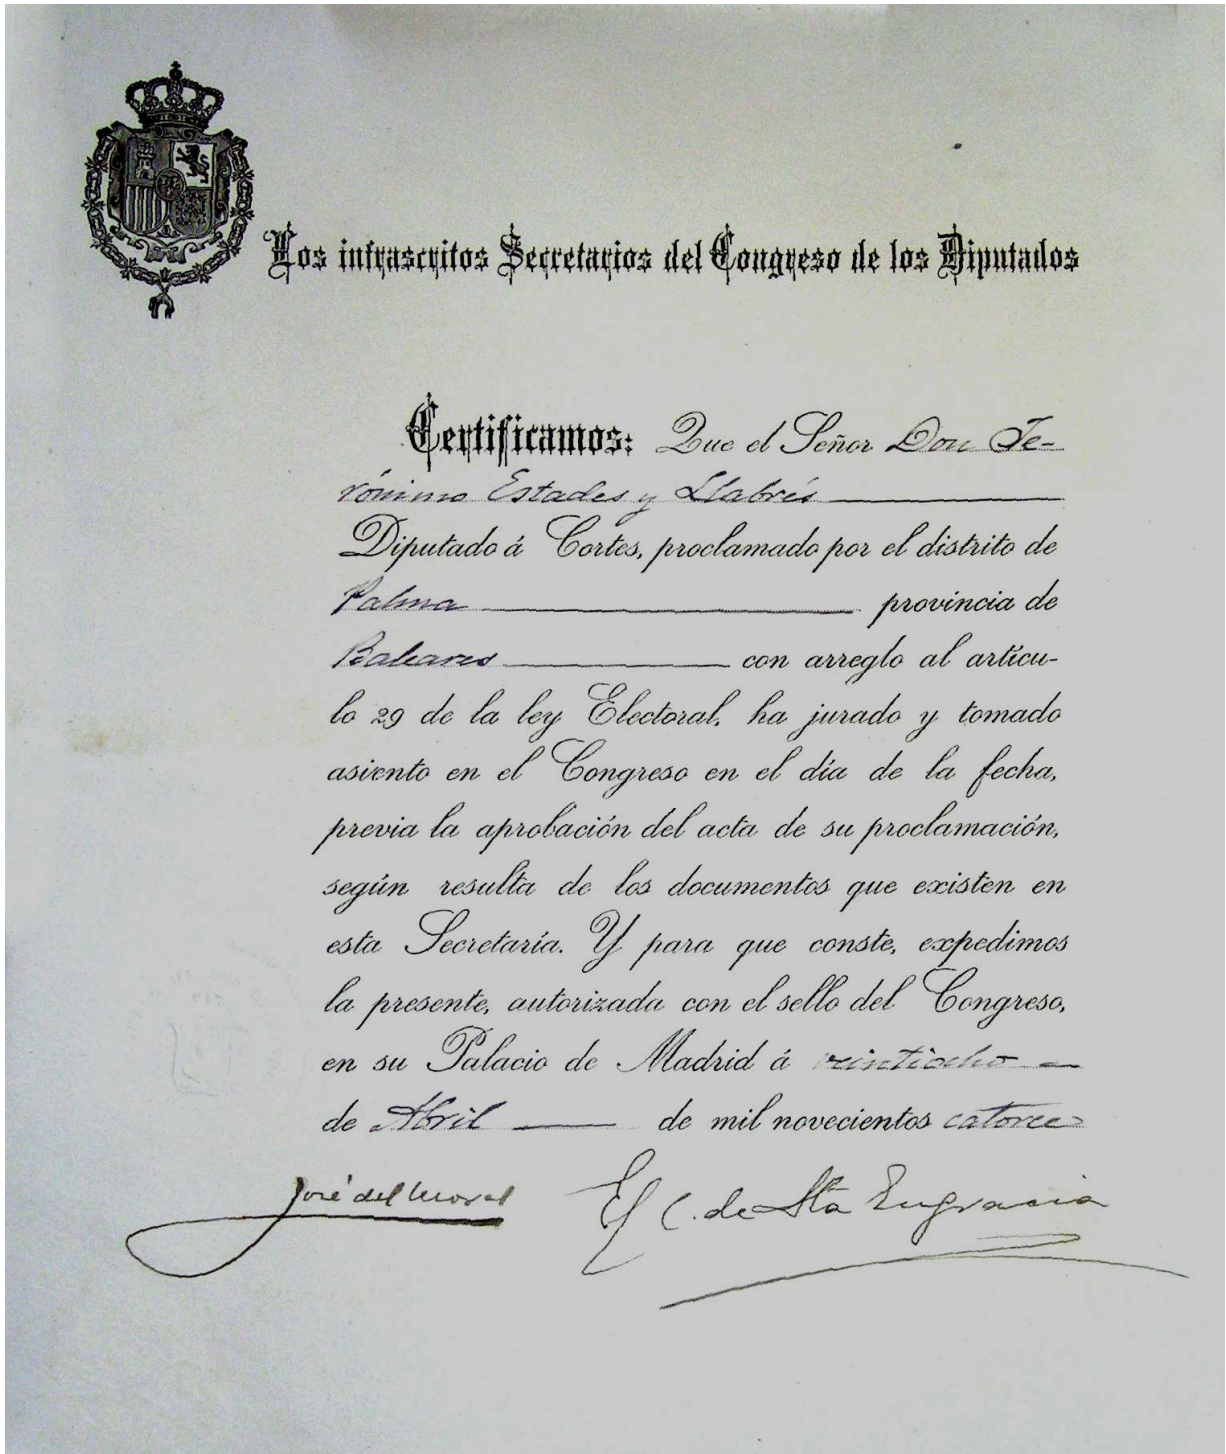 Los infrascritos Secretarios del Congreso de los Diputados
Certificamos: Que el Señor Don Je-
rónimo Estades y Llabrés
Diputado á Cortes, proclamado por el distrito de
Palma provincia de
Baleares con arreglo al artícu-
lo 29 de la ley Electoral, ha jurado y tomado
asiento en el Congreso en el día de la fecha,
previa la aprobación del acta de su proclamación,
según resulta de los documentos que existen en
esta Secretaría. Y para que conste, expedimos
la presente, autorizada con el sello del Congreso,
en su Palacio de Madrid á veintiocho
de Abril de mil novecientos catorce
José del Moral El C. de Sta Engracia